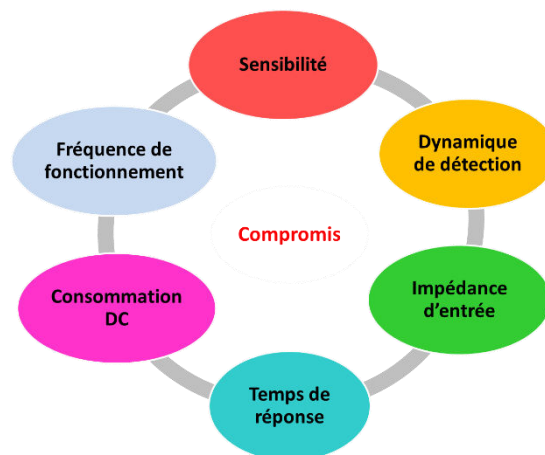 Sensibilité
Dynamique
de détection
Impédance
d'entrée
Temps de
réponse
Consommation
DC
Fréquence de
fonctionnement
Compromis